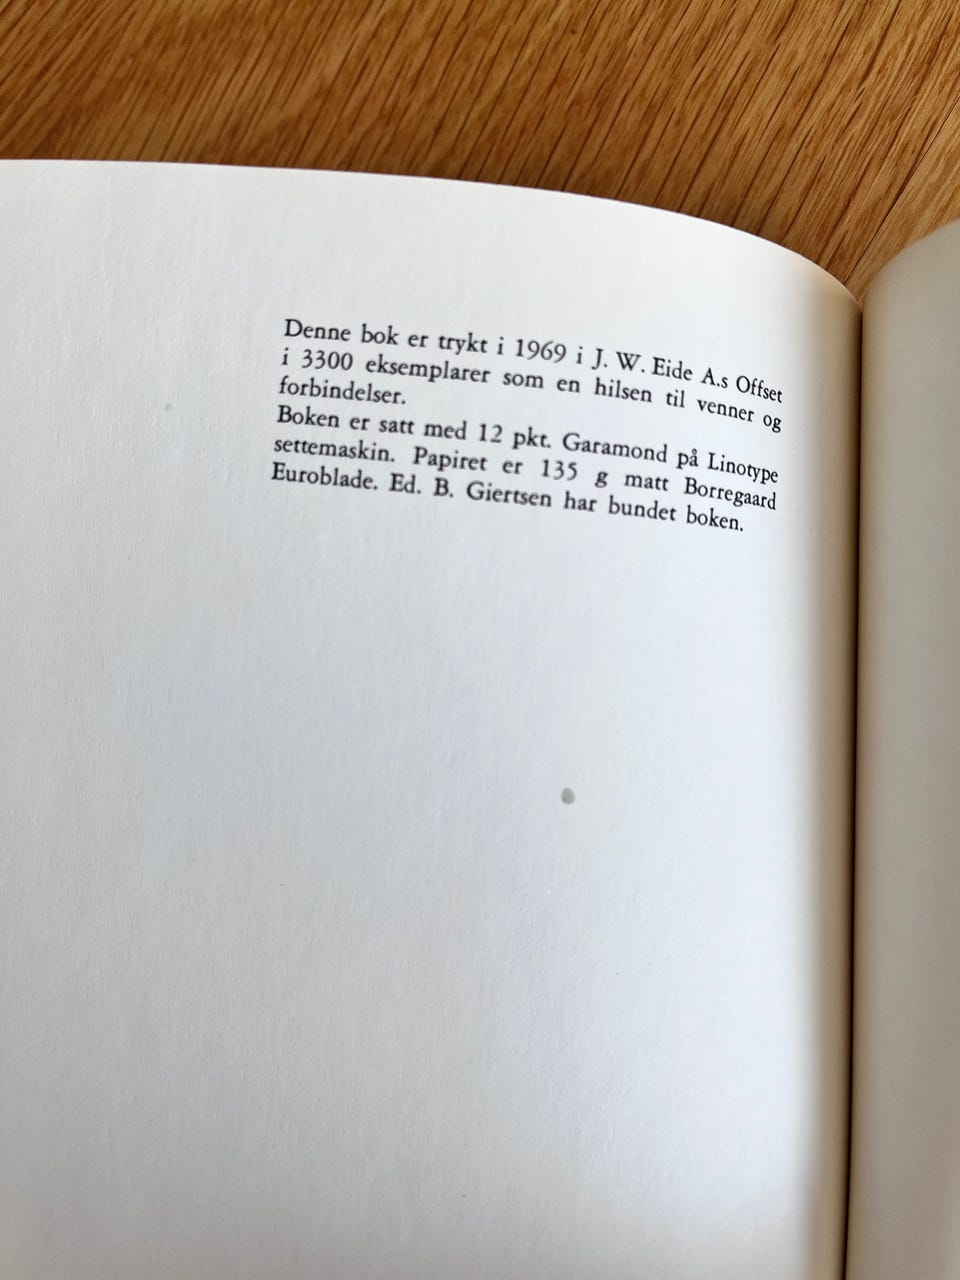 Denne bok er trykt i 1969 i J. W. Eide A.s Offset
i 3300 eksemplarer som en hilsen til venner og
forbindelser.
Boken er satt med 12 pkt. Garamond på Linotype
settemaskin. Papiret er 135 g matt Borregaard
Euroblade. Ed. B. Giertsen har bundet boken.